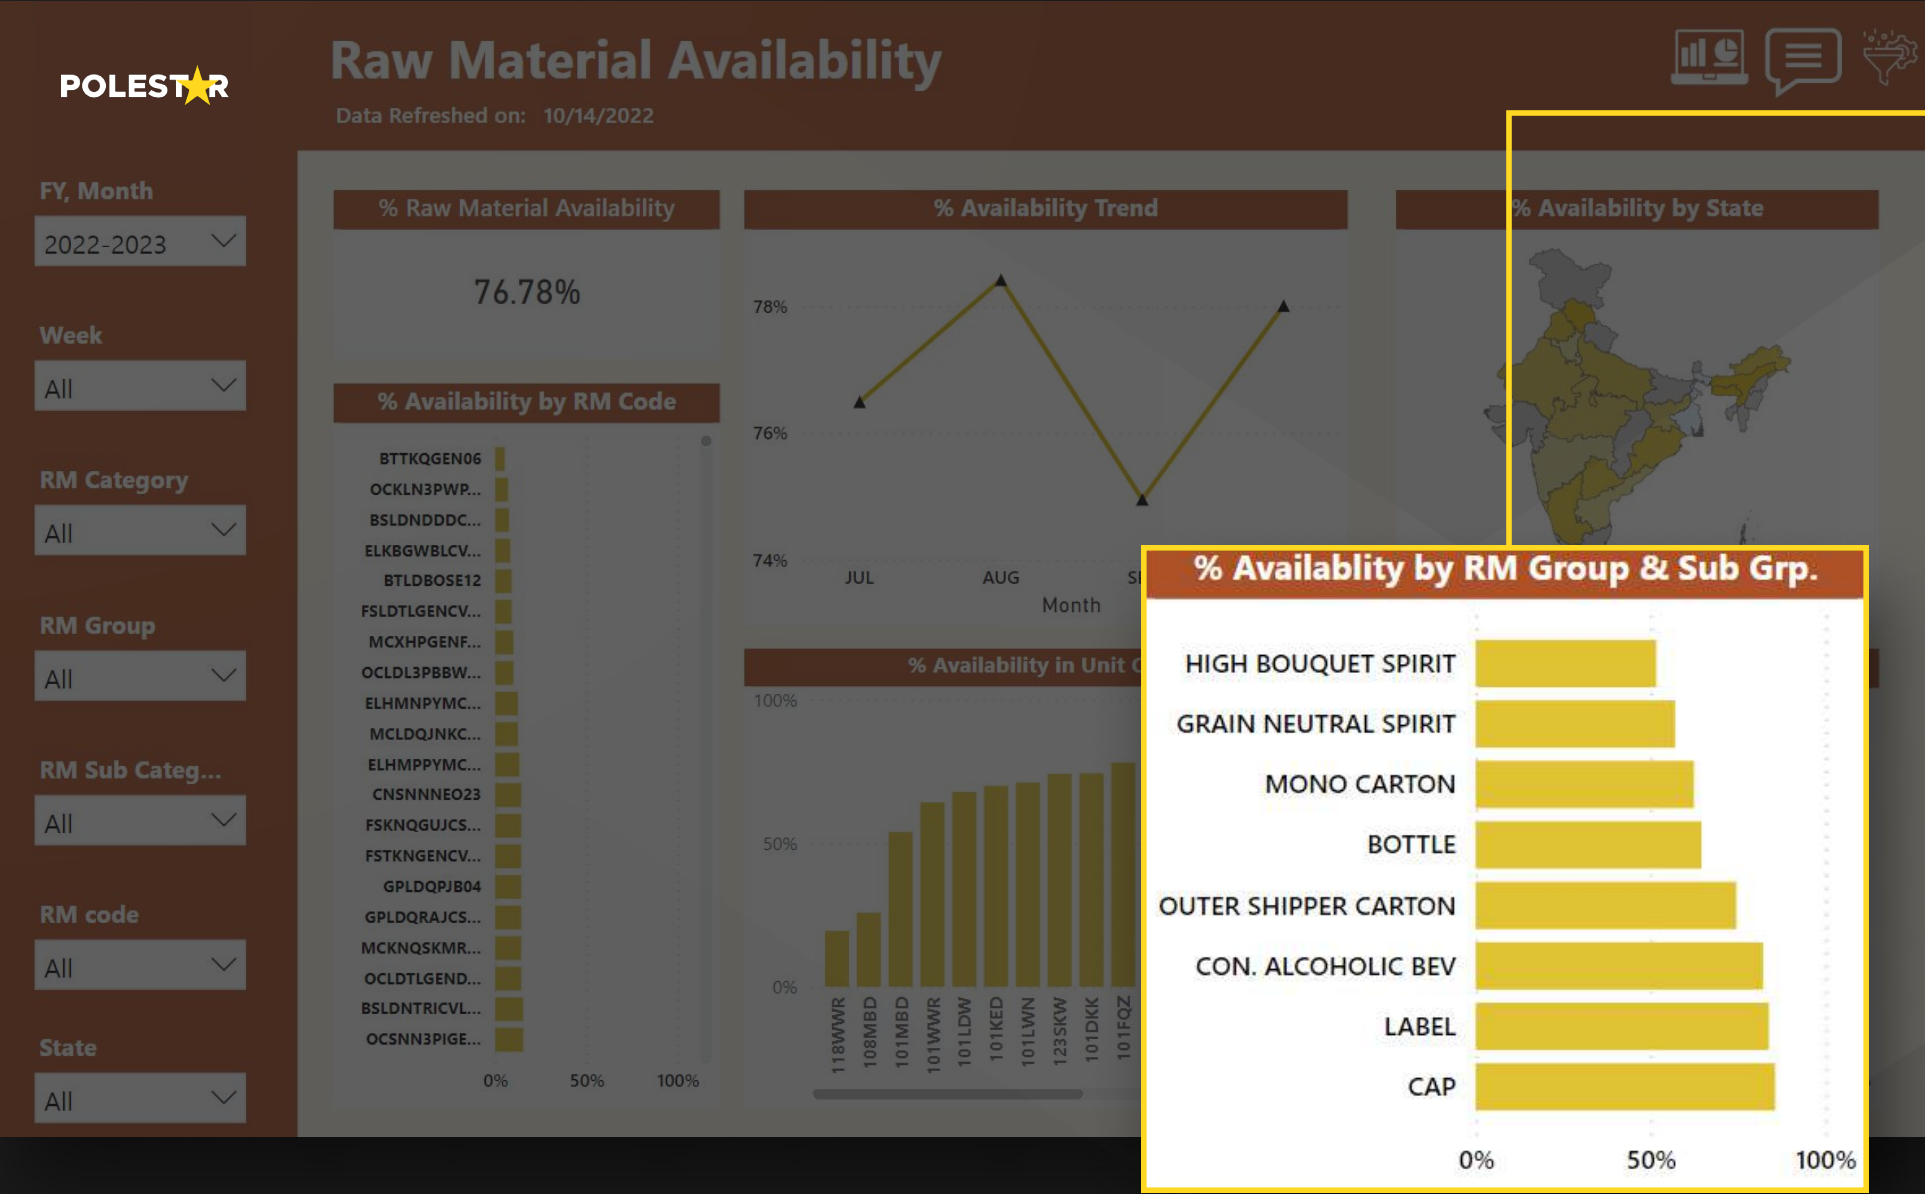 POLESTAR
Raw Material Availability
Data Refreshed on: 10/14/2022
FY, Month
2022-2023
Week
All
RM Category
All
RM Group
All
RM Sub Categ...
All
RM code
All
State
All
% Raw Material Availability
76.78%
% Availability by RM Code
BTTKQGEN06
OCKLN3PWP...
BSLDNDDDC...
ELKBGWBLCV...
BTLDBOSE12
FSLDTLGENCV...
MCXHPGENF...
OCLDL3PBBW...
ELHMNPYMC...
MCLDQJNKC...
ELHMPPYMC...
CNSNNNEO23
FSKNQGUJCS...
FSTKNGENCV...
GPLDQPJB04
GPLDQRAJCS...
MCKNQSKMR...
OCLDTLGEND...
BSLDNTRICVL...
OCSNN3PIGE...
0% 50% 100%
% Availability Trend
78%
76%
74%
JUL AUG
Month
% Availability in Unit
100%
50%
0%
118WWR
108MBD
101MBD
101WWR
101LDW
101KED
101LWN
123SKW
101DKK
101FQZ
% Availability by State
% Availablity by RM Group & Sub Grp.
HIGH BOUQUET SPIRIT
GRAIN NEUTRAL SPIRIT
MONO CARTON
BOTTLE
OUTER SHIPPER CARTON
CON. ALCOHOLIC BEV
LABEL
CAP
0% 50% 100%